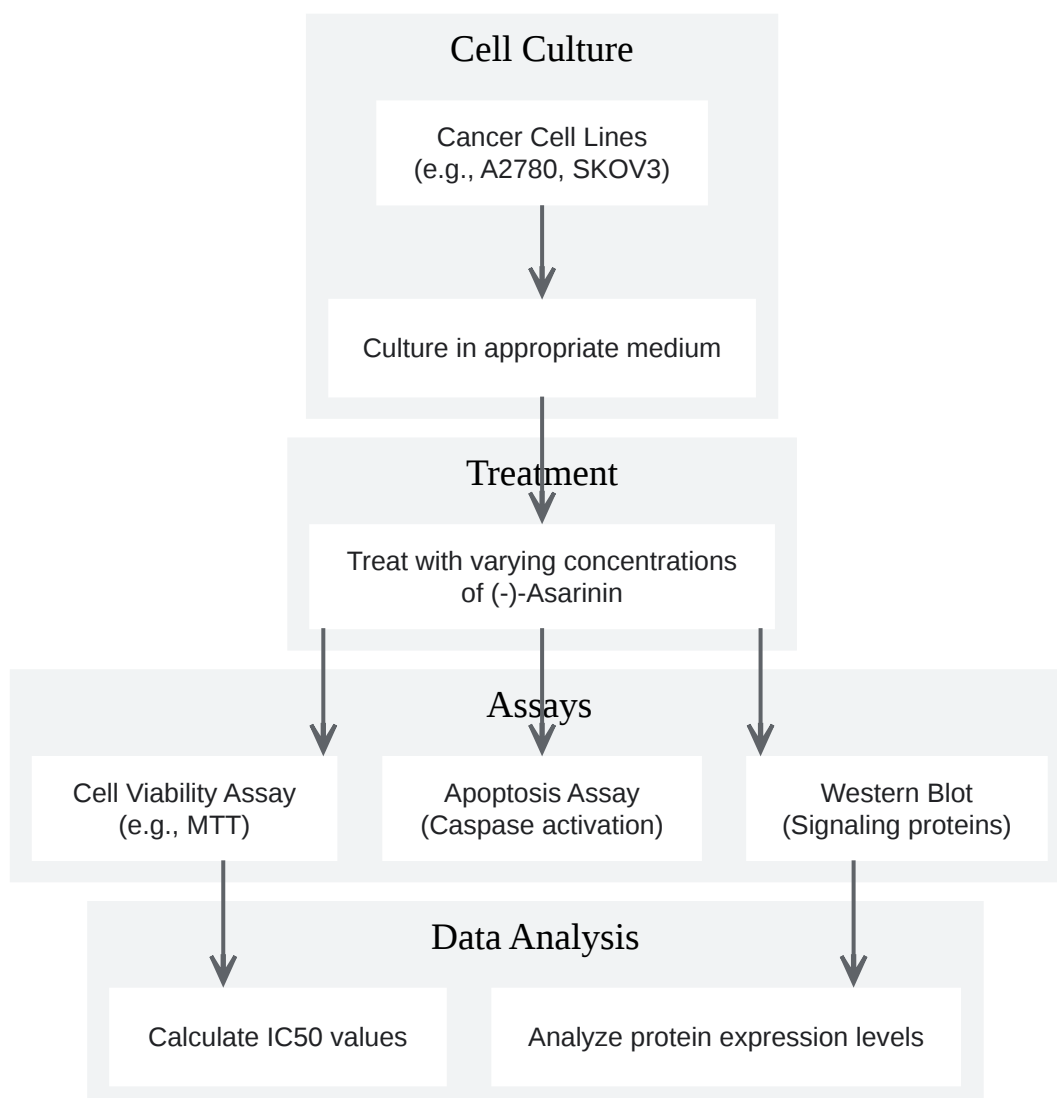 Cell Culture
Cancer Cell Lines
(e.g., A2780, SKOV3)
Culture in appropriate medium
Treatment
Treat with varying concentrations
of (-)-Asarinin
Assays
Cell Viability Assay
(e.g., MTT)
Apoptosis Assay
(Caspase activation)
Western Blot
(Signaling proteins)
Data Analysis
Calculate IC50 values
Analyze protein expression levels